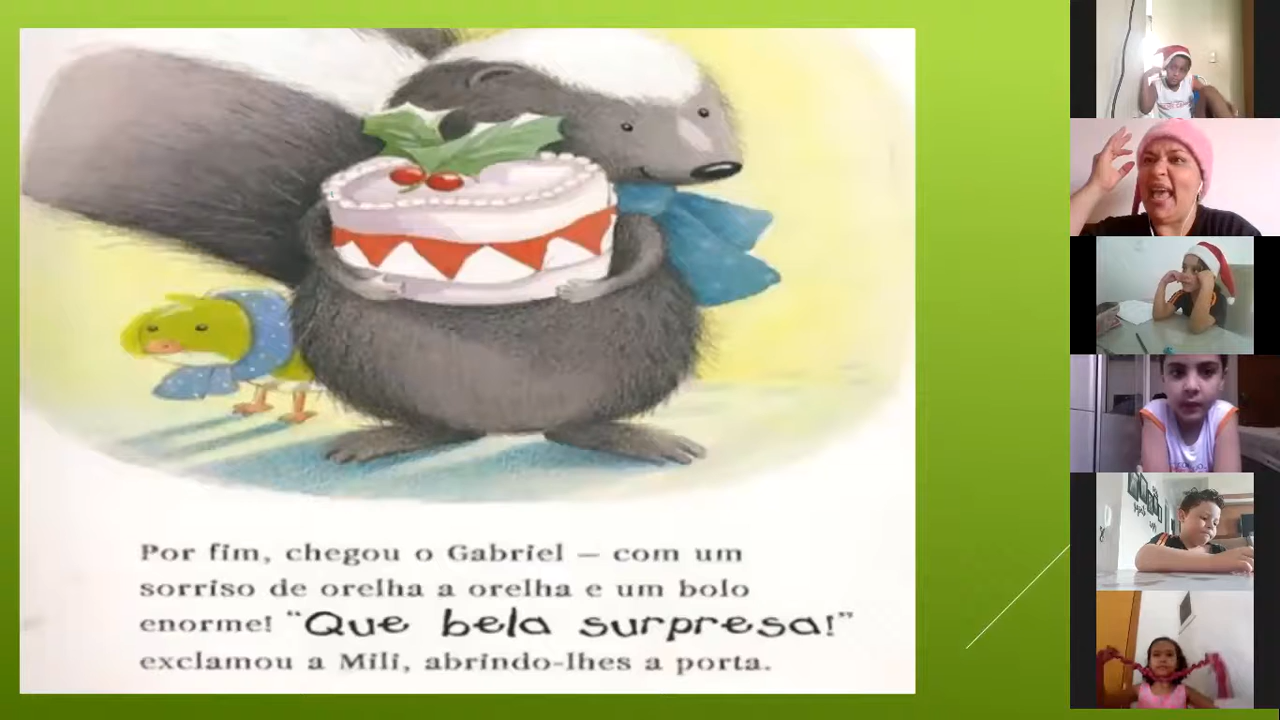 Por fim, chegou o Gabriel — com um
sorriso de orelha a orelha e um bolo
enorme! “Que bela surpresa!”
exclamou a Mili, abrindo-lhes a porta.